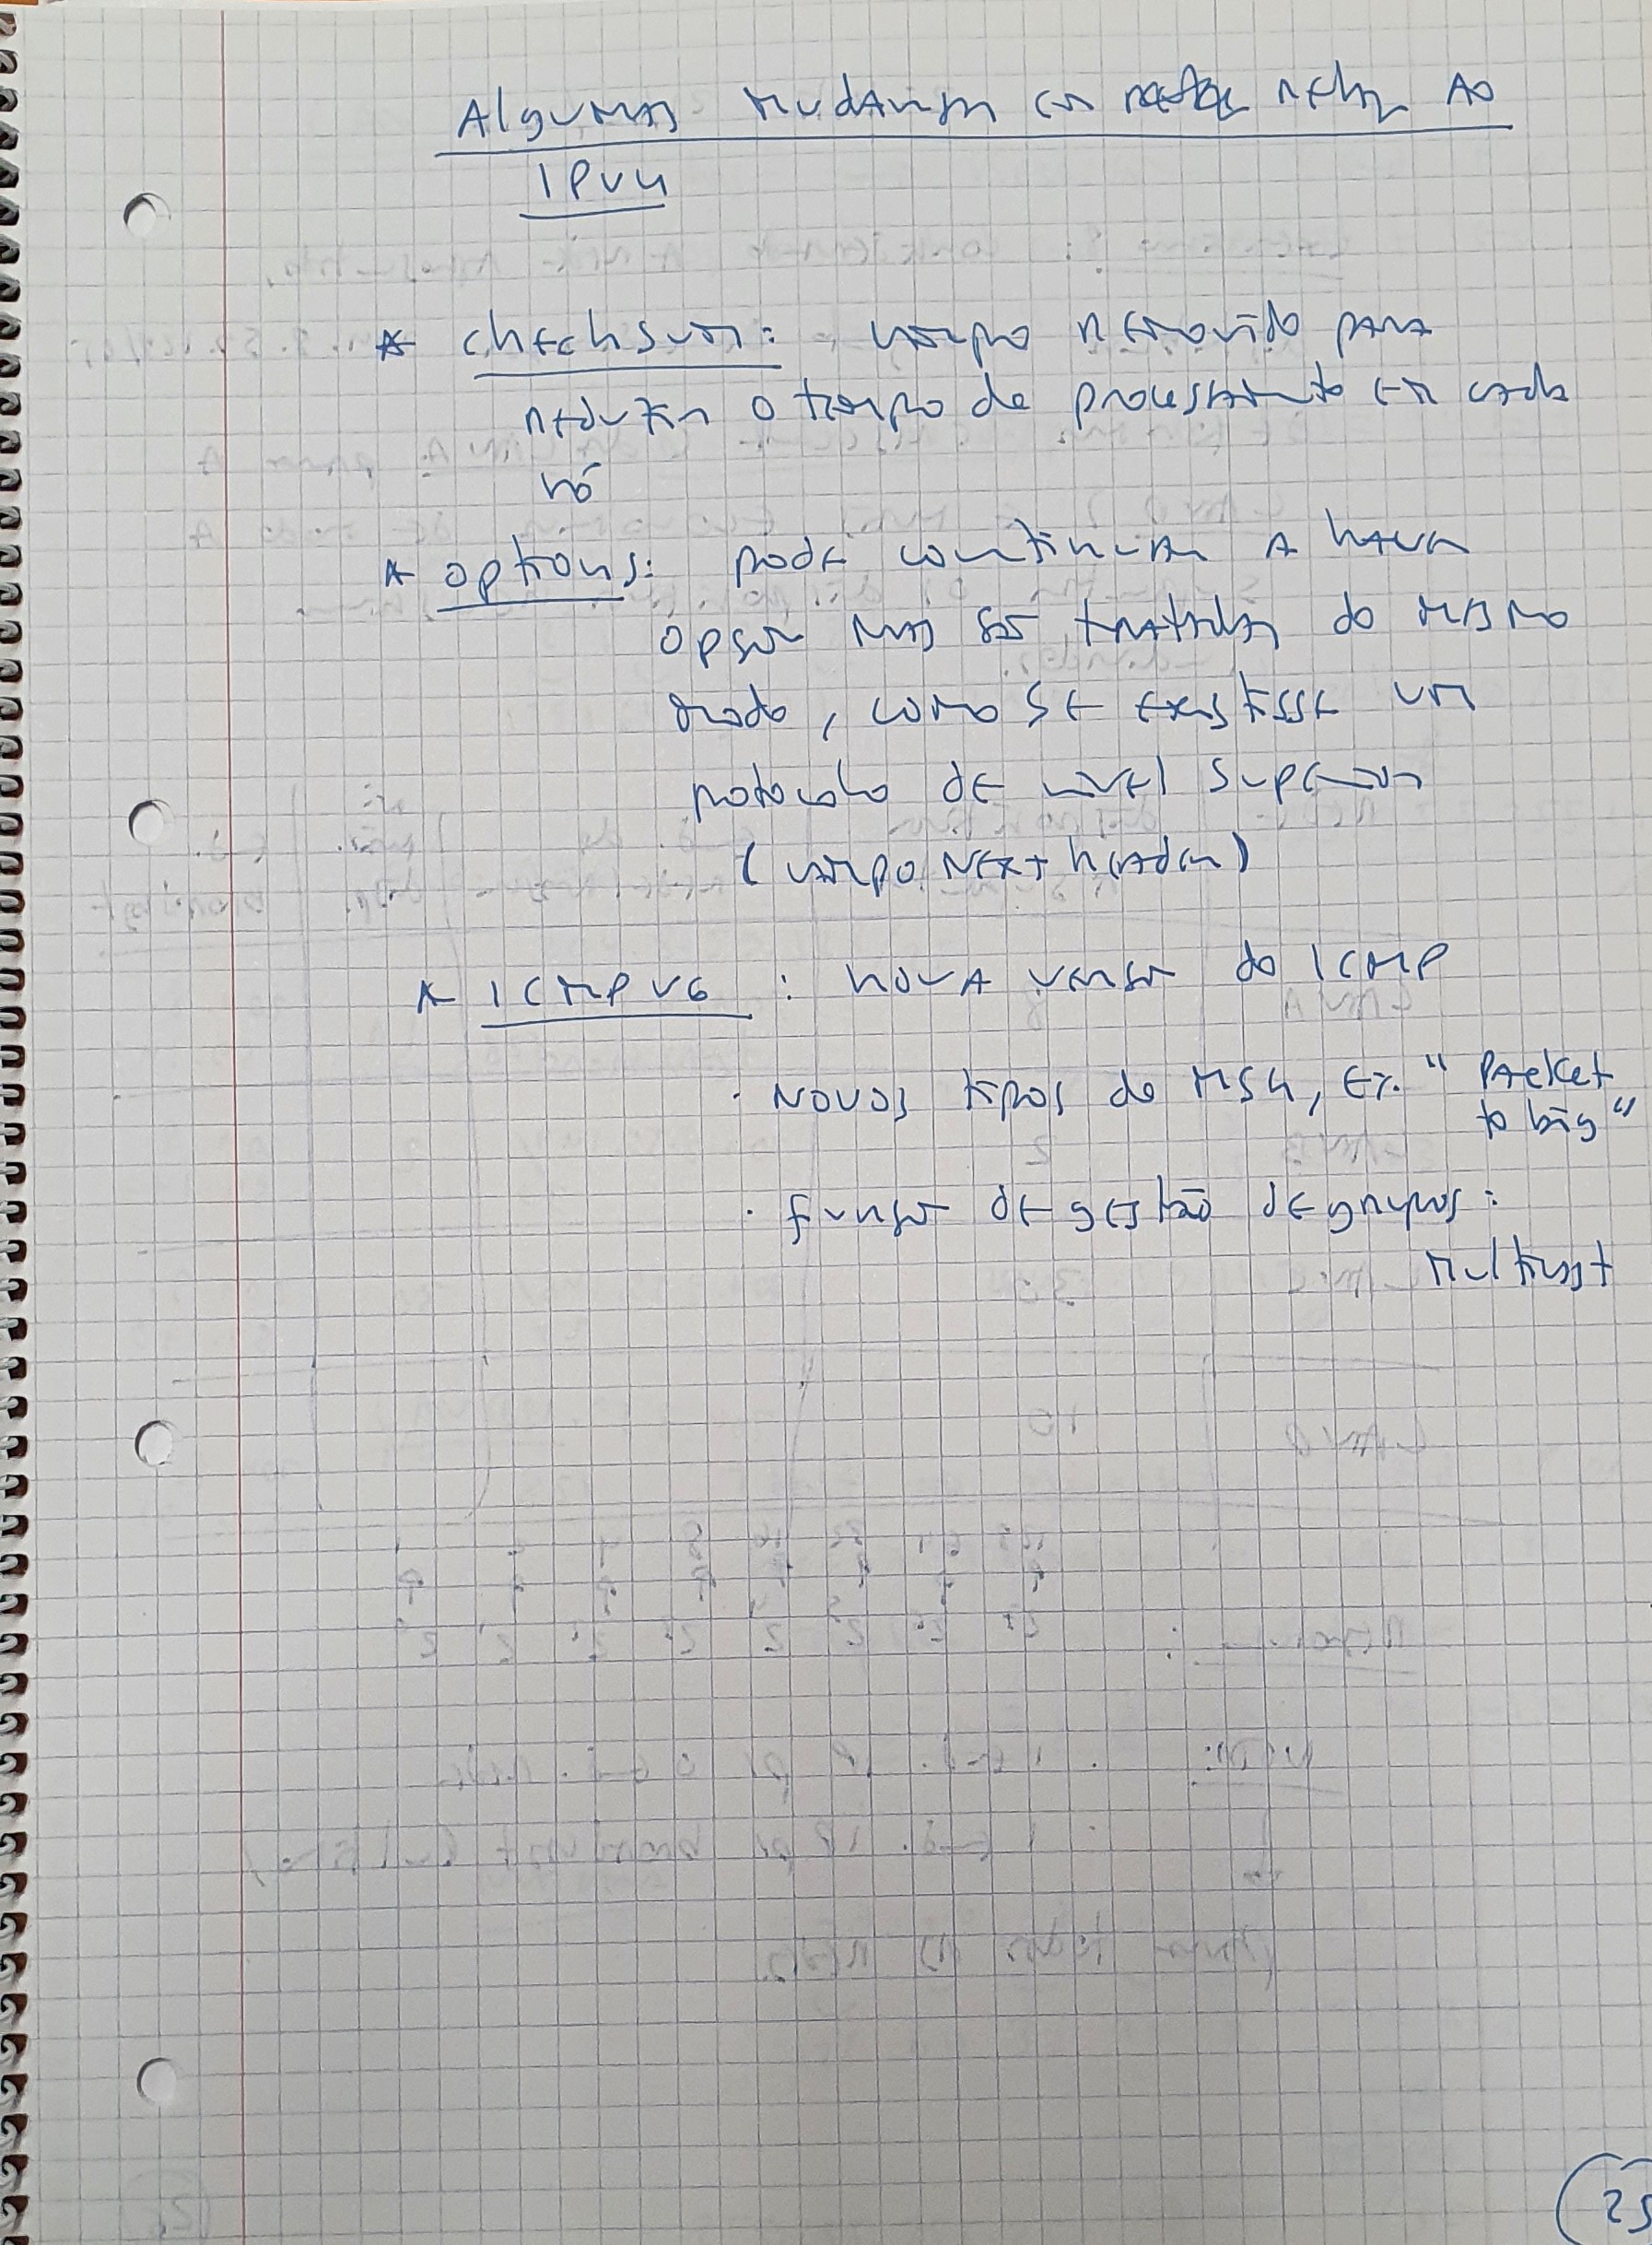 Algumas mudanças em relação ao
IPv4
* checksum: campo removido para
reduzir o tempo de processamento em cada
nó
* options: pode continuar a haver
opções mas são tratadas do mesmo
modo, como se existisse um
protocolo de nível superior
(campo Next header)
* ICMPv6 : nova versão do ICMP
· Novos tipos de MSG, Ex. "Packet
to big"
· funções de gestão de grupos:
Multicast
25